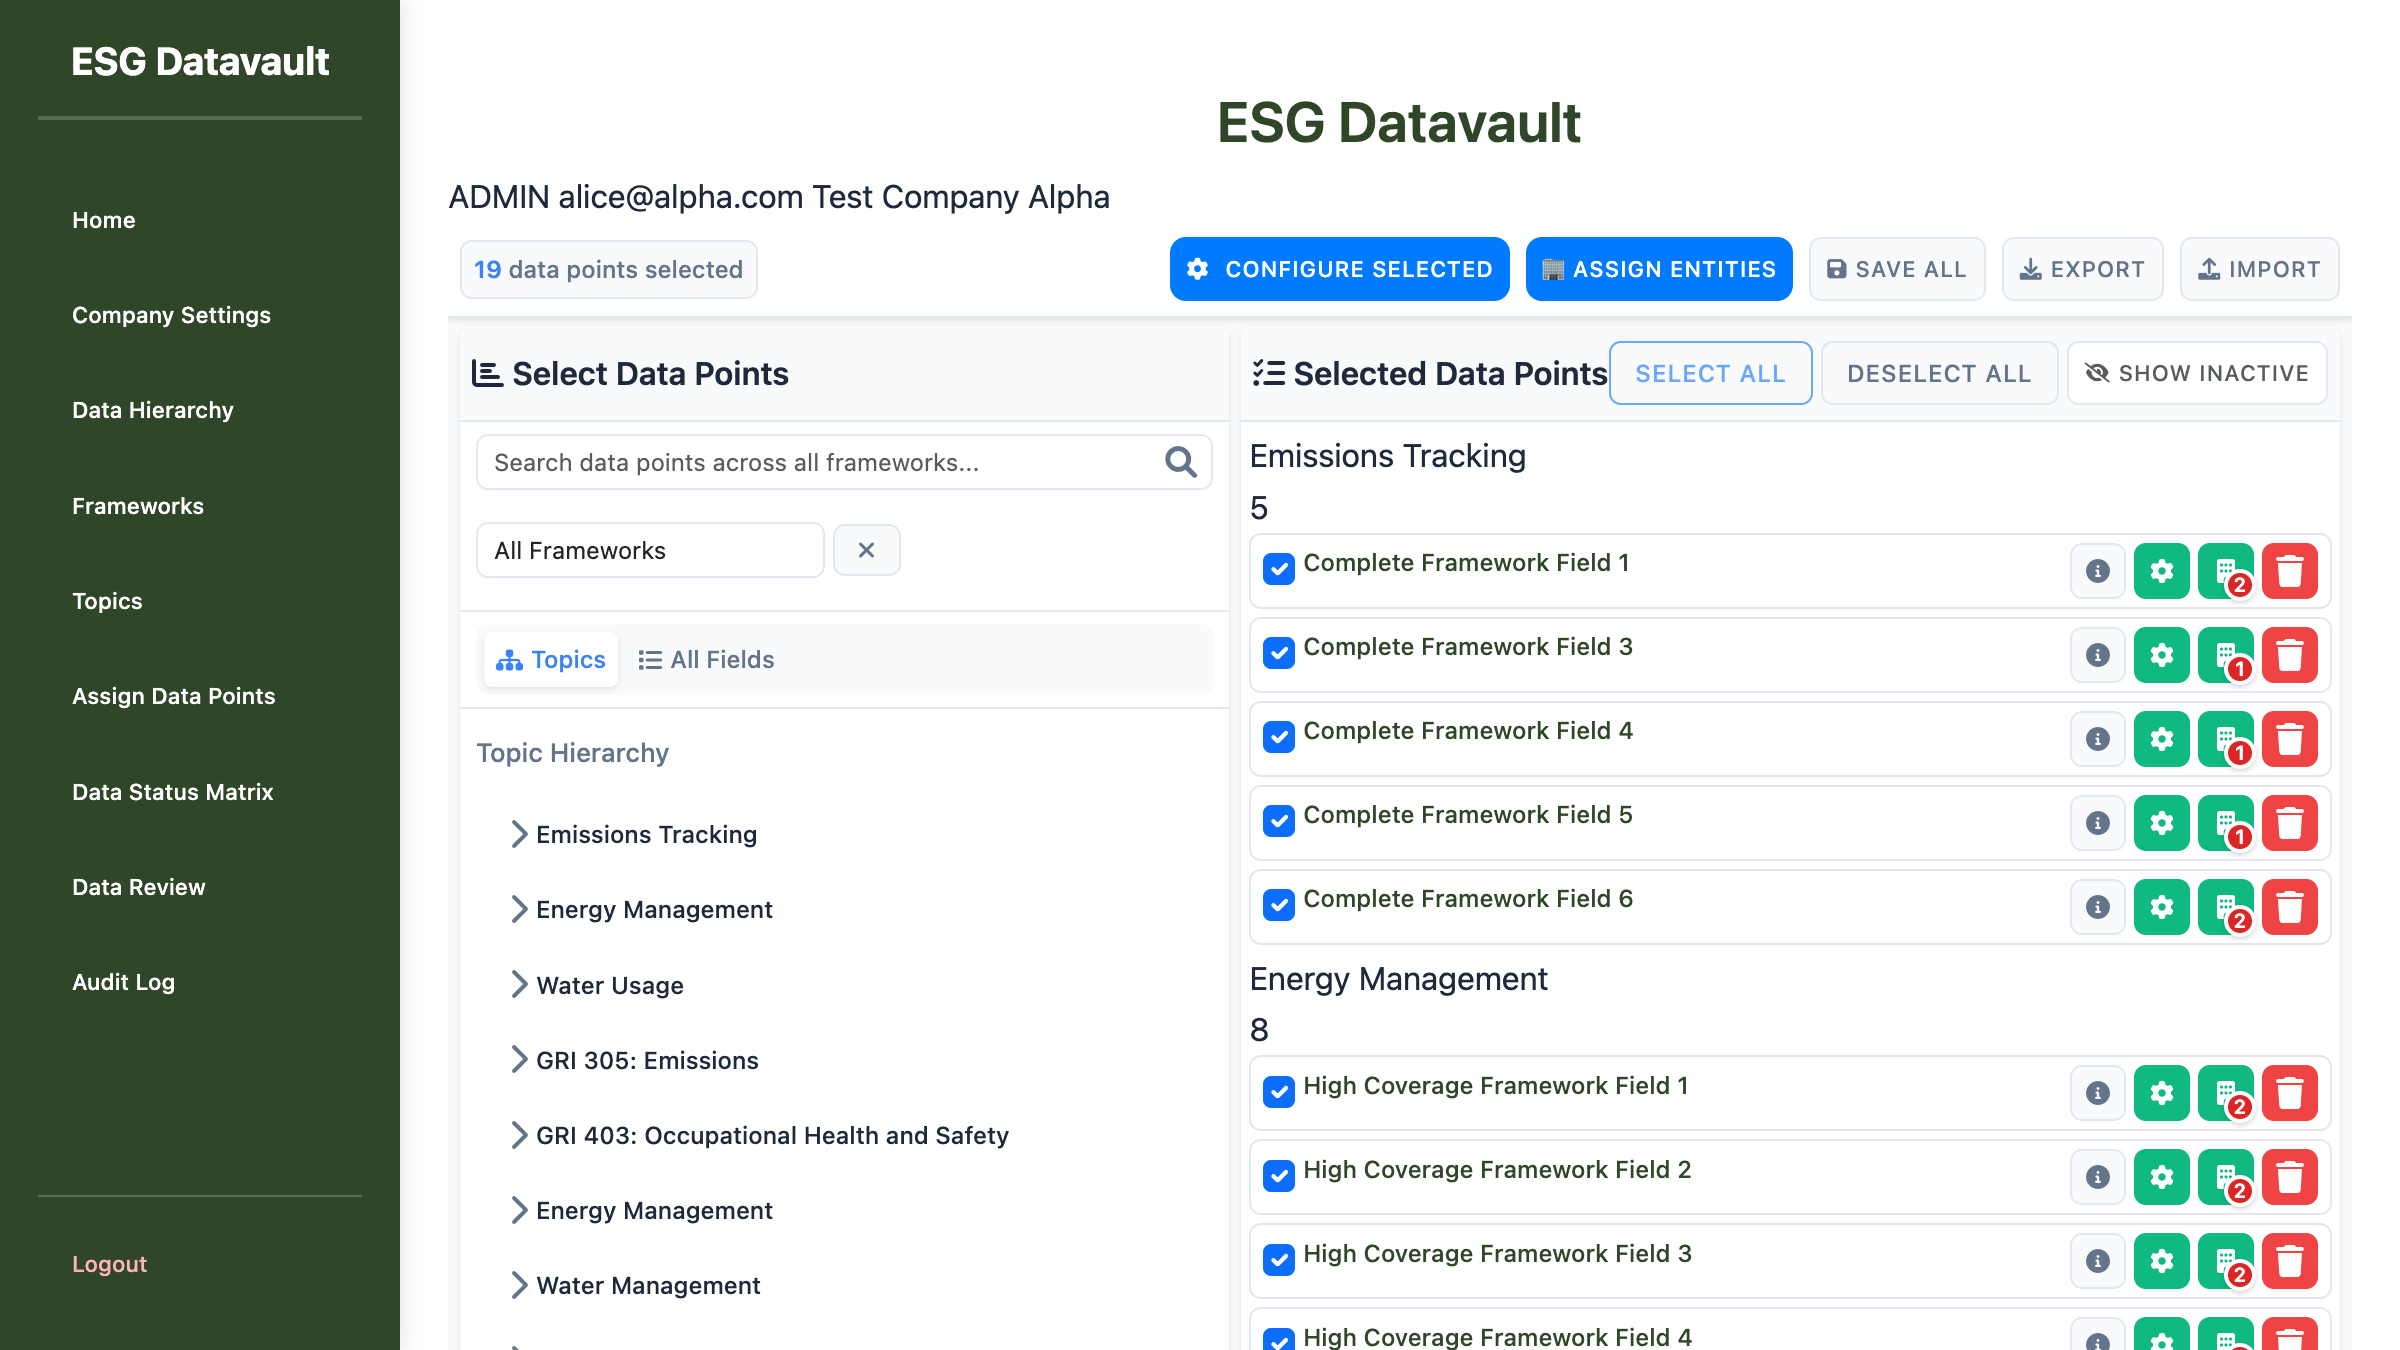 ESG Datavault
Home
Company Settings
Data Hierarchy
Frameworks
Topics
Assign Data Points
Data Status Matrix
Data Review
Audit Log
Logout
ESG Datavault
ADMIN alice@alpha.com Test Company Alpha
19 data points selected
CONFIGURE SELECTED
ASSIGN ENTITIES
SAVE ALL
EXPORT
IMPORT
Select Data Points
Search data points across all frameworks...
All Frameworks
Topics
All Fields
Topic Hierarchy
Emissions Tracking
Energy Management
Water Usage
GRI 305: Emissions
GRI 403: Occupational Health and Safety
Energy Management
Water Management
Selected Data Points
SELECT ALL
DESELECT ALL
SHOW INACTIVE
Emissions Tracking
5
Complete Framework Field 1
2
Complete Framework Field 3
1
Complete Framework Field 4
1
Complete Framework Field 5
1
Complete Framework Field 6
2
Energy Management
8
High Coverage Framework Field 1
2
High Coverage Framework Field 2
2
High Coverage Framework Field 3
2
High Coverage Framework Field 4